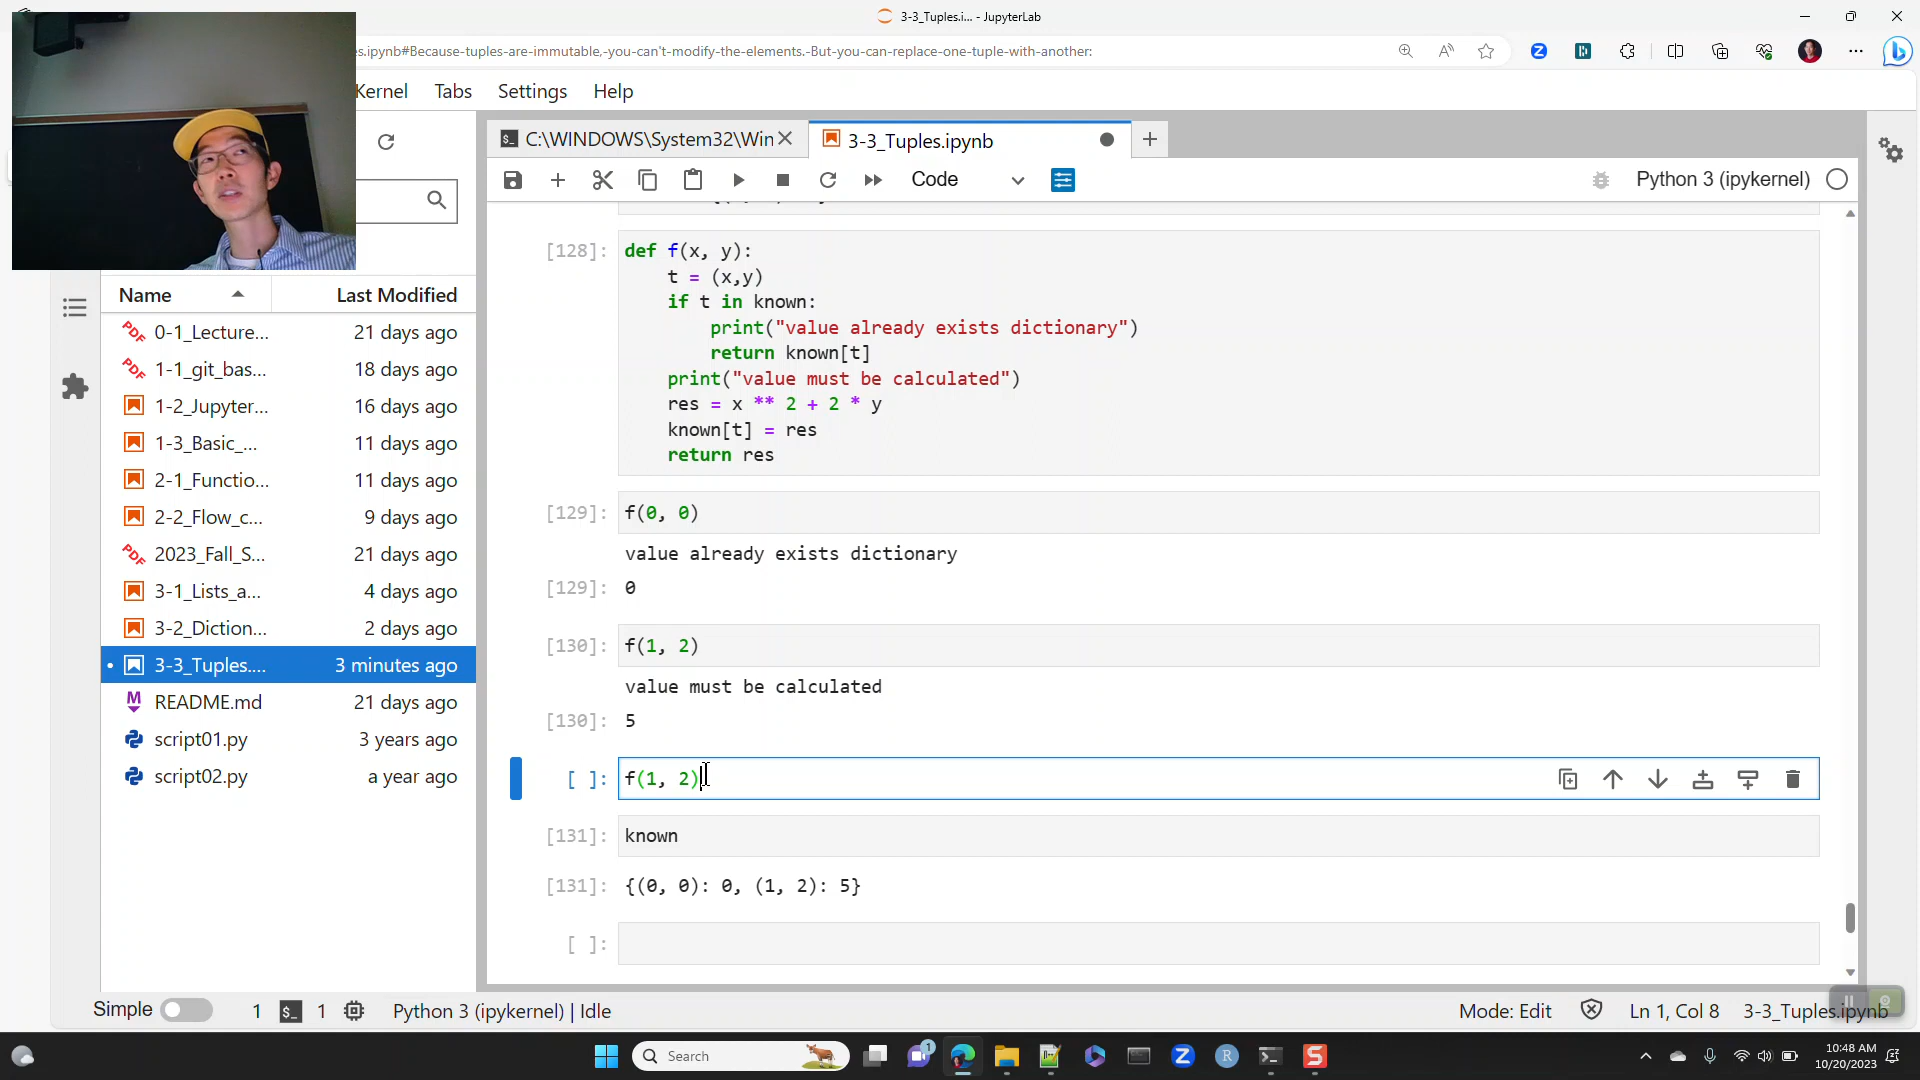 3-3_Tuples.i... - JupyterLab
es.ipynb#Because-tuples-are-immutable,-you-can't-modify-the-elements.-But-you-can-replace-one-tuple-with-another:
Kernel Tabs Settings Help
C:\WINDOWS\System32\Win
3-3_Tuples.ipynb
Code
Python 3 (ipykernel)
Name Last Modified
0-1_Lecture... 21 days ago
1-1_git_bas... 18 days ago
1-2_Jupyter... 16 days ago
1-3_Basic_... 11 days ago
2-1_Functio... 11 days ago
2-2_Flow_c... 9 days ago
2023_Fall_S... 21 days ago
3-1_Lists_a... 4 days ago
3-2_Diction... 2 days ago
3-3_Tuples.... 3 minutes ago
README.md 21 days ago
script01.py 3 years ago
script02.py a year ago
[128]: def f(x, y):
t = (x,y)
if t in known:
print("value already exists dictionary")
return known[t]
print("value must be calculated")
res = x ** 2 + 2 * y
known[t] = res
return res
[129]: f(0, 0)
value already exists dictionary
[129]: 0
[130]: f(1, 2)
value must be calculated
[130]: 5
[ ]: f(1, 2)
[131]: known
[131]: {(0, 0): 0, (1, 2): 5}
[ ]:
Simple 1 $_ 1 Python 3 (ipykernel) | Idle
Mode: Edit Ln 1, Col 8 3-3_Tuples.ipynb
Search
10:48 AM
10/20/2023